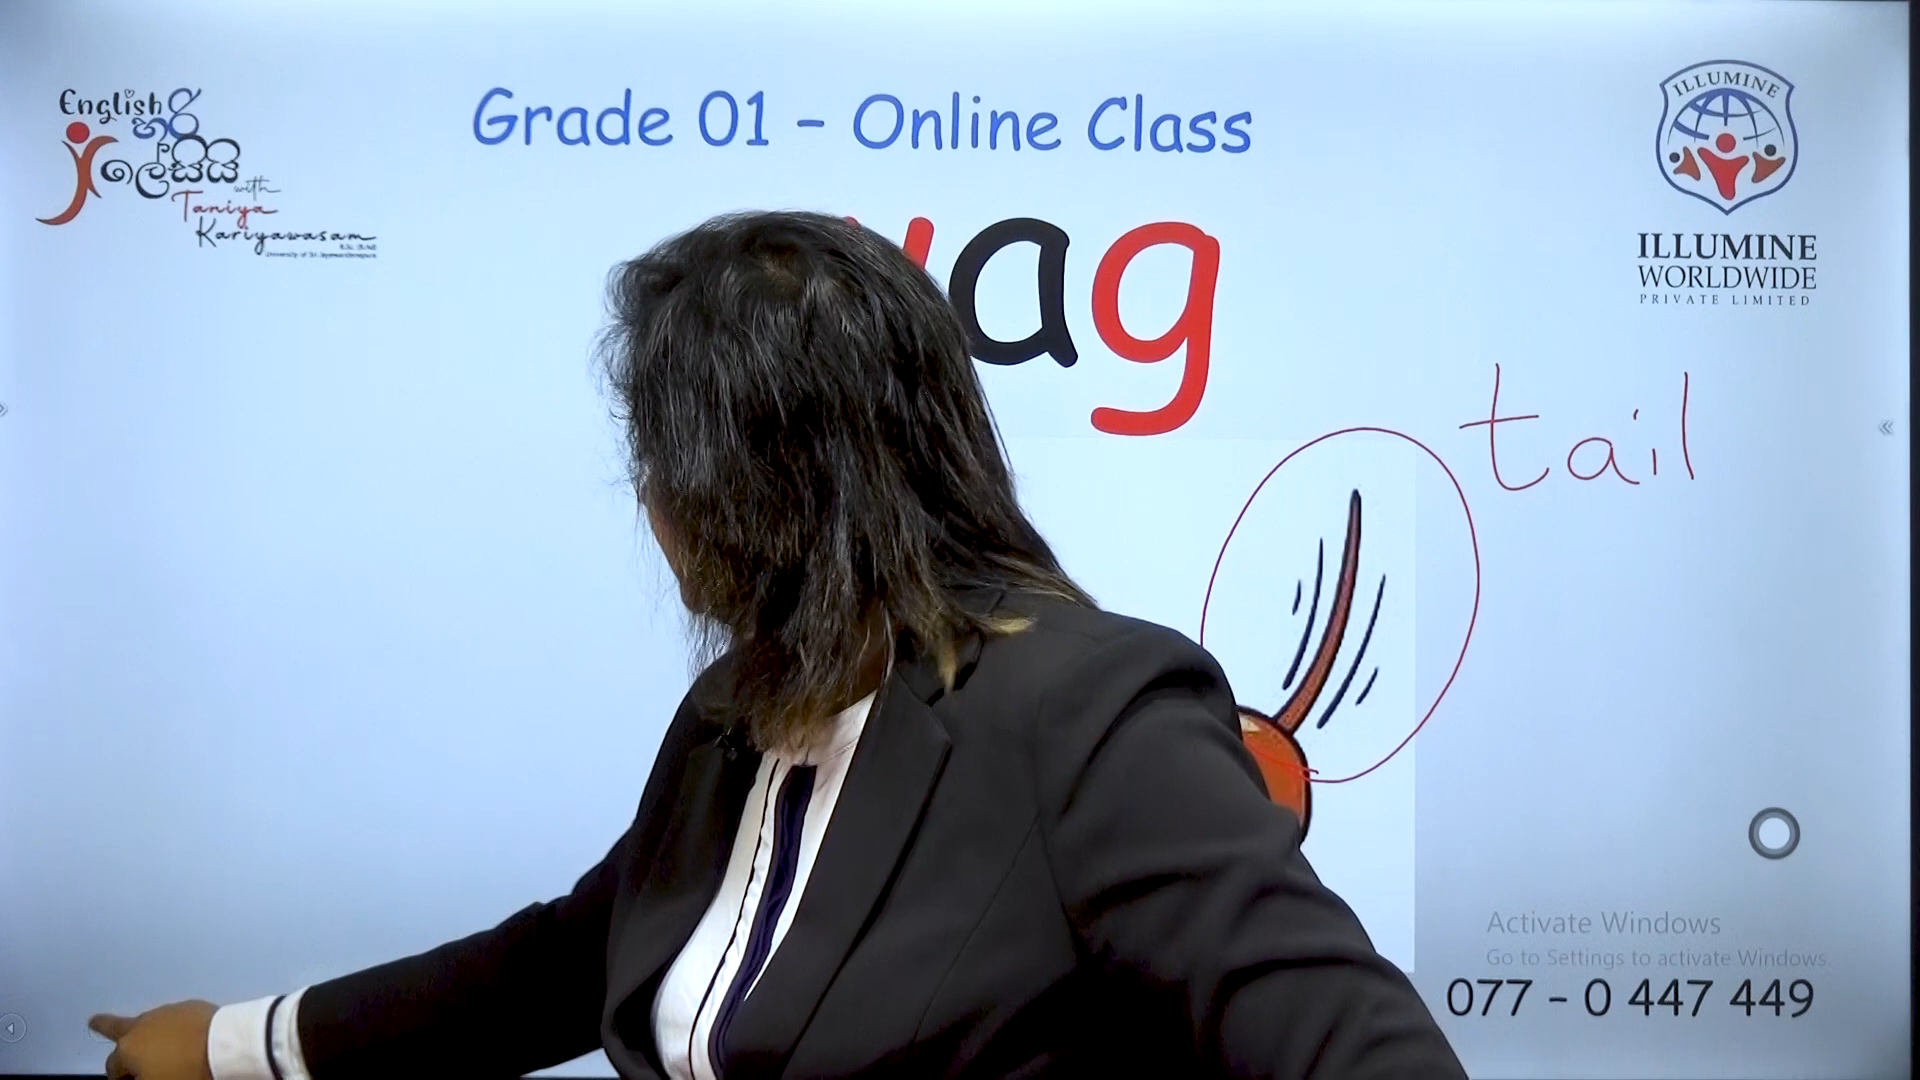 English හරි
ලේසියි
with
Taniya
Kariyawasam
Grade 01 - Online Class
ILLUMINE
ILLUMINE
WORLDWIDE
PRIVATE LIMITED
ag
tail
Activate Windows
Go to Settings to activate Windows.
077 - 0 447 449